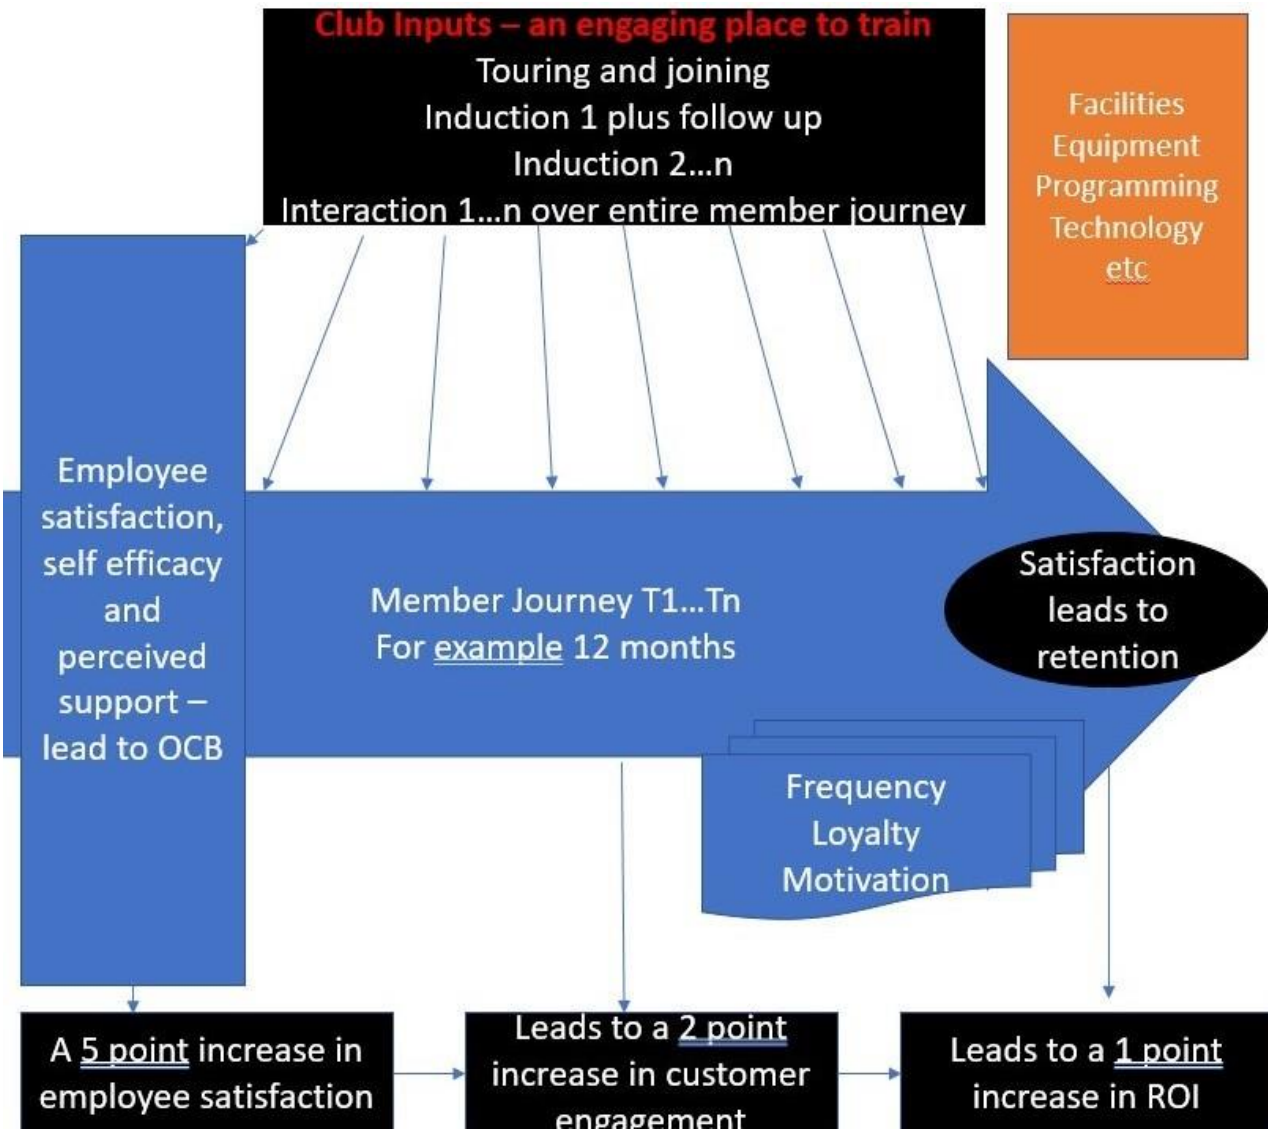 Club Inputs – an engaging place to train
Touring and joining
Induction 1 plus follow up
Induction 2...n
Interaction 1...n over entire member journey
Facilities
Equipment
Programming
Technology
etc
Employee
satisfaction,
self efficacy
and
perceived
support –
lead to OCB
Member Journey T1...Tn
For example 12 months
Satisfaction
leads to
retention
Frequency
Loyalty
Motivation
A 5 point increase in
employee satisfaction
Leads to a 2 point
increase in customer
engagement
Leads to a 1 point
increase in ROI